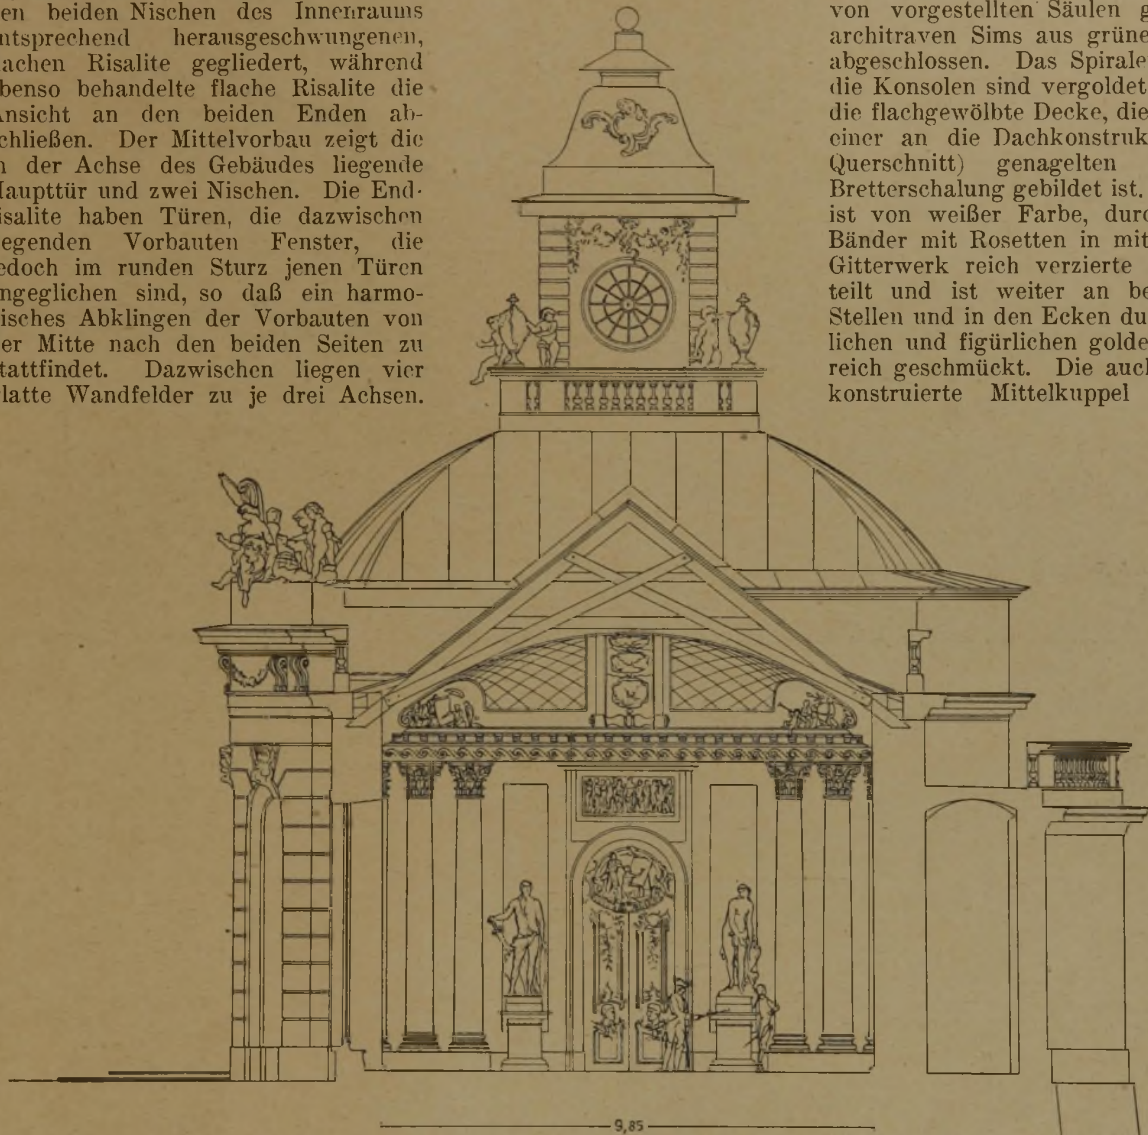 en beiden Nischen des Innenraums
ntsprechend herausgeschwungenen,
achen Risalite gegliedert, während
benso behandelte flache Risalite die
Ansicht an den beiden Enden ab-
chließen. Der Mittelvorbau zeigt die
n der Achse des Gebäudes liegende
Haupttür und zwei Nischen. Die End-
isalite haben Türen, die dazwischen
iegenden Vorbauten Fenster, die
edoch im runden Sturz jenen Türen
ngeglichen sind, so daß ein harmo-
isches Abklingen der Vorbauten von
er Mitte nach den beiden Seiten zu
tattfindet. Dazwischen liegen vier
latte Wandfelder zu je drei Achsen.
von vorgestellten Säulen g
architraven Sims aus grüne
abgeschlossen. Das Spirale
die Konsolen sind vergoldet
die flachgewölbte Decke, die
einer an die Dachkonstruk
Querschnitt) genagelten
Bretterschalung gebildet ist.
ist von weißer Farbe, durc
Bänder mit Rosetten in mit
Gitterwerk reich verzierte
teilt und ist weiter an be
Stellen und in den Ecken du
lichen und figürlichen golde
reich geschmückt. Die aucl
konstruierte Mittelkuppel
9,85